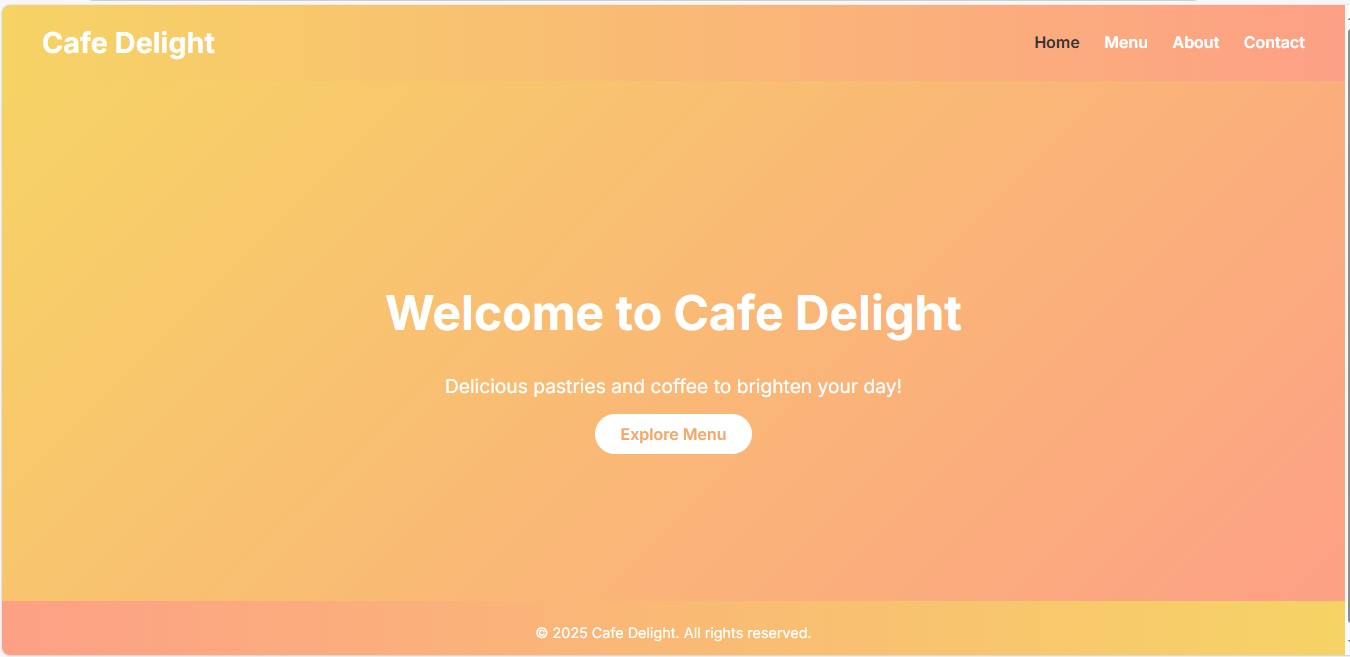 Cafe Delight
Home Menu About Contact
Welcome to Cafe Delight
Delicious pastries and coffee to brighten your day!
Explore Menu
© 2025 Cafe Delight. All rights reserved.